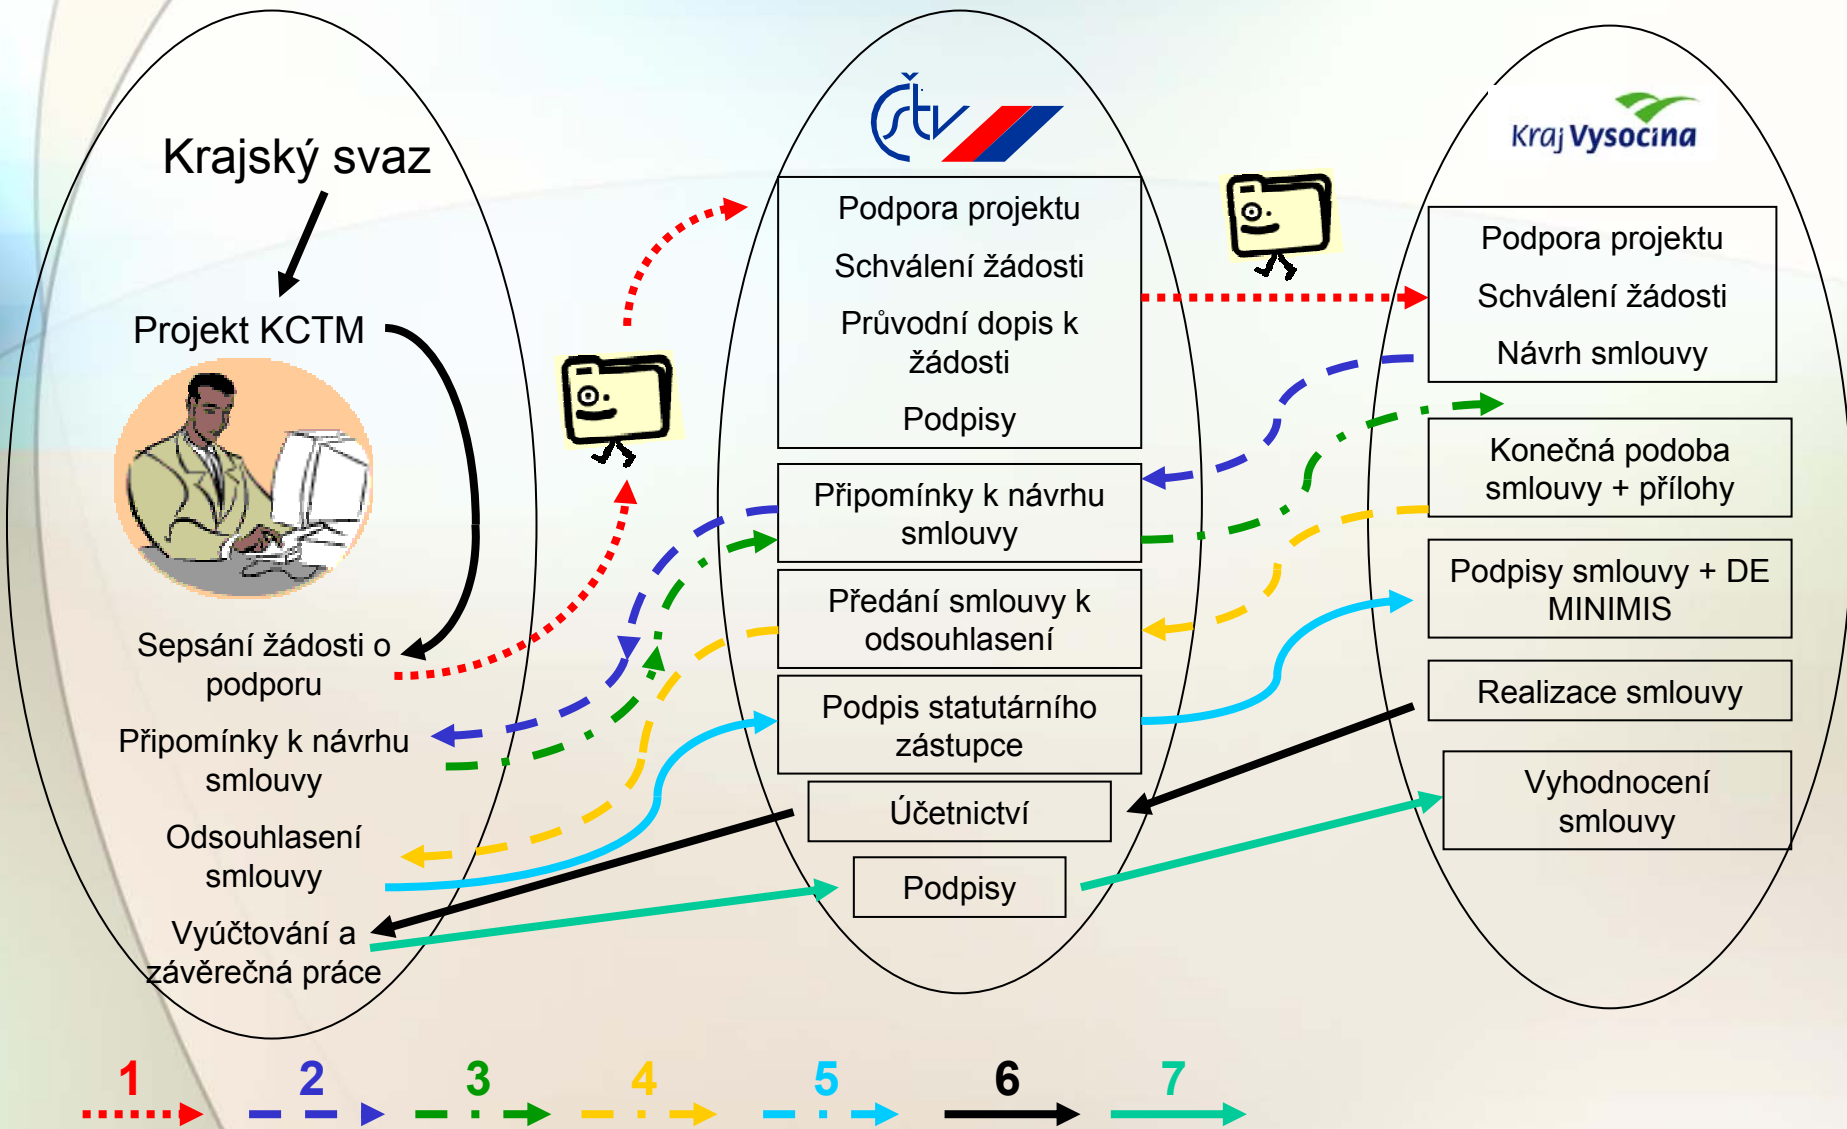 Krajský svaz
Projekt KCTM
Sepsání žádosti o
podporu
Připomínky k návrhu
smlouvy
Odsouhlasení
smlouvy
Vyúčtování a
závěrečná práce
ČSTV
Podpora projektu
Schválení žádosti
Průvodní dopis k
žádosti
Podpisy
Připomínky k návrhu
smlouvy
Předání smlouvy k
odsouhlasení
Podpis statutárního
zástupce
Účetnictví
Podpisy
Kraj Vysočina
Podpora projektu
Schválení žádosti
Návrh smlouvy
Konečná podoba
smlouvy + přílohy
Podpisy smlouvy + DE
MINIMIS
Realizace smlouvy
Vyhodnocení
smlouvy
1 2 3 4 5 6 7